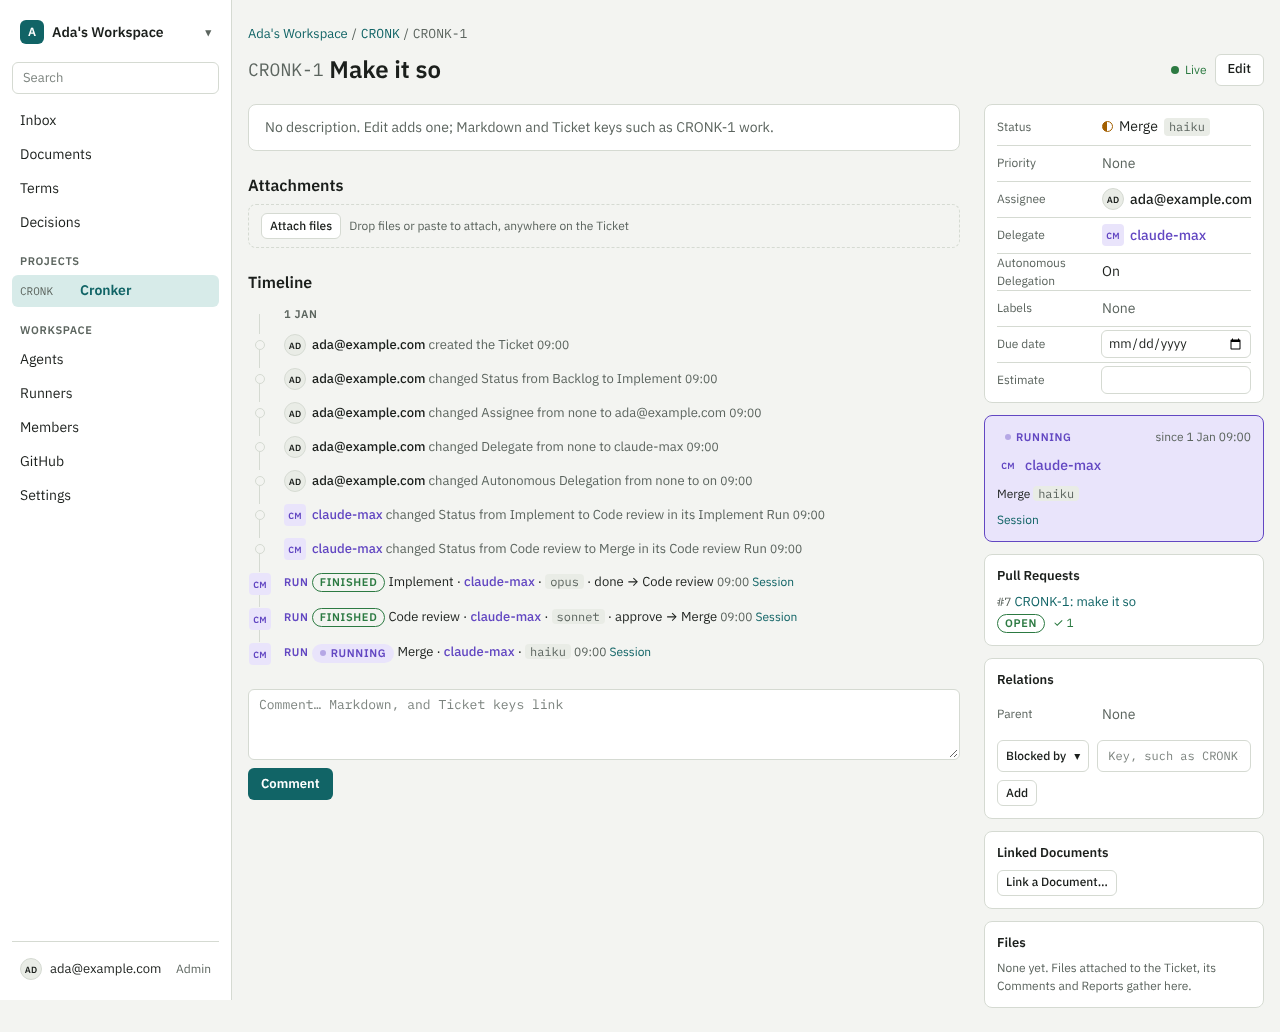 A Ada's Workspace ▾
Search
Inbox
Documents
Terms
Decisions
PROJECTS
CRONK Cronker
WORKSPACE
Agents
Runners
Members
GitHub
Settings
AD ada@example.com Admin
Ada's Workspace / CRONK / CRONK-1
CRONK-1 Make it so
Live Edit
No description. Edit adds one; Markdown and Ticket keys such as CRONK-1 work.
Attachments
Attach files Drop files or paste to attach, anywhere on the Ticket
Timeline
1 JAN
AD ada@example.com created the Ticket 09:00
AD ada@example.com changed Status from Backlog to Implement 09:00
AD ada@example.com changed Assignee from none to ada@example.com 09:00
AD ada@example.com changed Delegate from none to claude-max 09:00
AD ada@example.com changed Autonomous Delegation from none to on 09:00
CM claude-max changed Status from Implement to Code review in its Implement Run 09:00
CM claude-max changed Status from Code review to Merge in its Code review Run 09:00
CM RUN FINISHED Implement · claude-max · opus · done → Code review 09:00 Session
CM RUN FINISHED Code review · claude-max · sonnet · approve → Merge 09:00 Session
CM RUN RUNNING Merge · claude-max · haiku 09:00 Session
Comment… Markdown, and Ticket keys link
Comment
Status Merge haiku
Priority None
Assignee AD ada@example.com
Delegate CM claude-max
Autonomous
Delegation On
Labels None
Due date mm/dd/yyyy
Estimate
RUNNING since 1 Jan 09:00
CM claude-max
Merge haiku
Session
Pull Requests
#7 CRONK-1: make it so
OPEN ✓ 1
Relations
Parent None
Blocked by ▾ Key, such as CRONK
Add
Linked Documents
Link a Document…
Files
None yet. Files attached to the Ticket, its
Comments and Reports gather here.